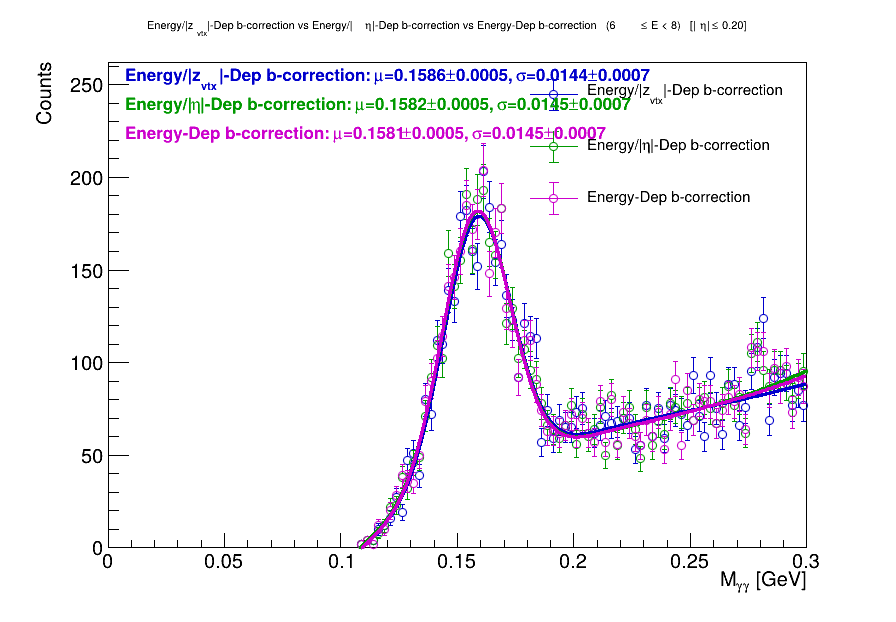 Energy/|z_vtx|-Dep b-correction vs Energy/| η|-Dep b-correction vs Energy-Dep b-correction (6 ≤ E < 8) [| η| ≤ 0.20]
Counts
Energy/|z_vtx|-Dep b-correction: μ=0.1586±0.0005, σ=0.0144±0.0007
Energy/|η|-Dep b-correction: μ=0.1582±0.0005, σ=0.0145±0.0007
Energy-Dep b-correction: μ=0.1581±0.0005, σ=0.0145±0.0007
Energy/|z_vtx|-Dep b-correction
Energy/|η|-Dep b-correction
Energy-Dep b-correction
250
200
150
100
50
0
0 0.05 0.1 0.15 0.2 0.25 0.3
M_γγ [GeV]